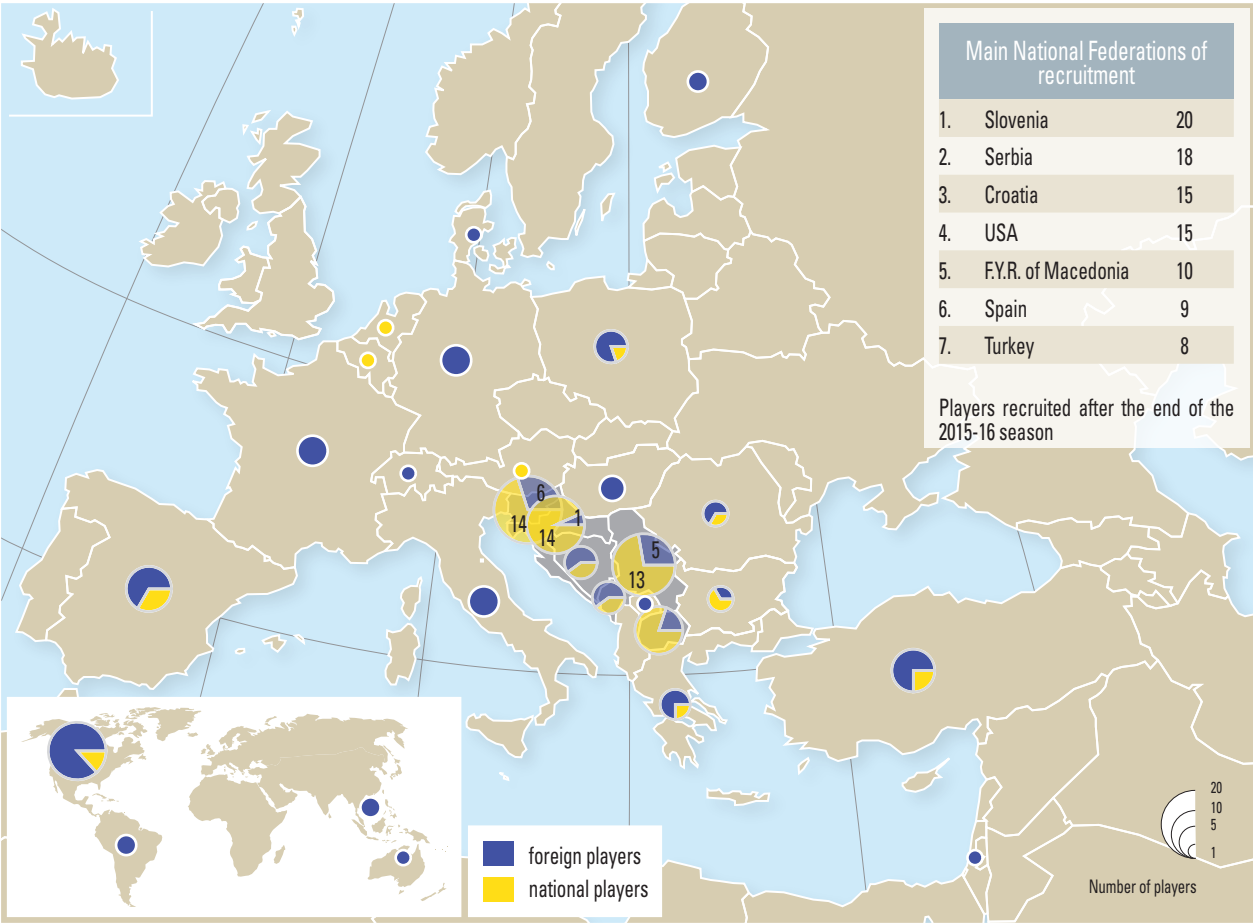 Main National Federations of
recruitment
1. Slovenia 20
2. Serbia 18
3. Croatia 15
4. USA 15
5. F.Y.R. of Macedonia 10
6. Spain 9
7. Turkey 8
Players recruited after the end of the
2015-16 season
6
14
1
14
5
13
foreign players
national players
20
10
5
1
Number of players